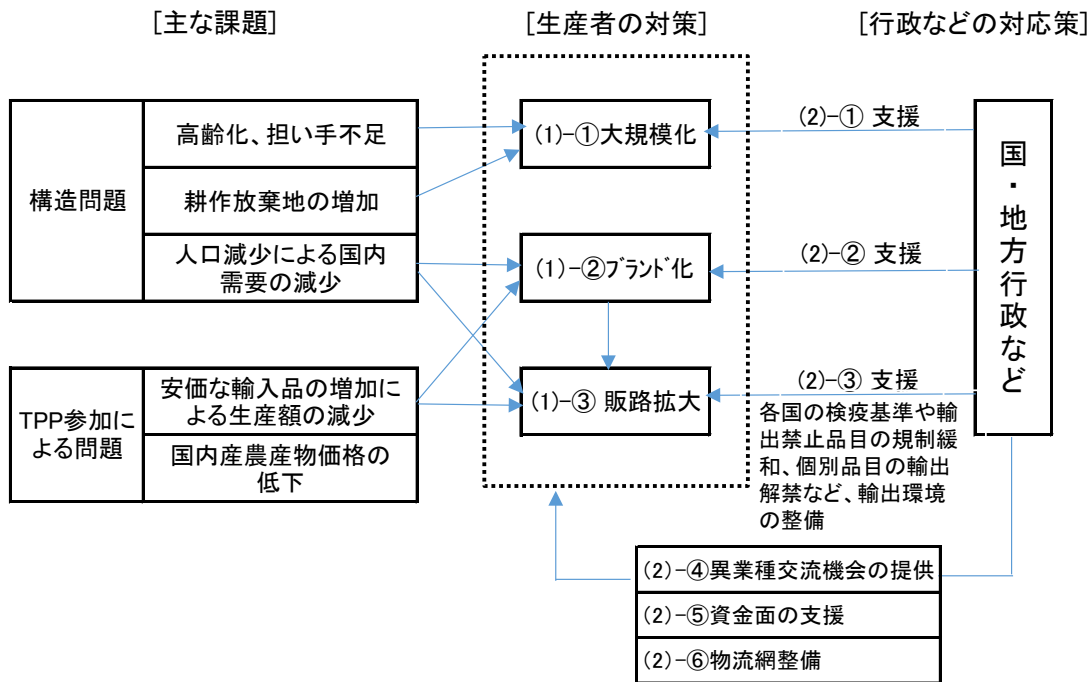 [主な課題]
[生産者の対策]
[行政などの対応策]
構造問題
高齢化、担い手不足
耕作放棄地の増加
人口減少による国内
需要の減少
TPP参加に
よる問題
安価な輸入品の増加に
よる生産額の減少
国内産農産物価格の
低下
(1)-①大規模化
(1)-②ブランド化
(1)-③ 販路拡大
(2)-① 支援
(2)-② 支援
(2)-③ 支援
各国の検疫基準や輸
出禁止品目の規制緩
和、個別品目の輸出
解禁など、輸出環境
の整備
国・地方行政など
(2)-④異業種交流機会の提供
(2)-⑤資金面の支援
(2)-⑥物流網整備